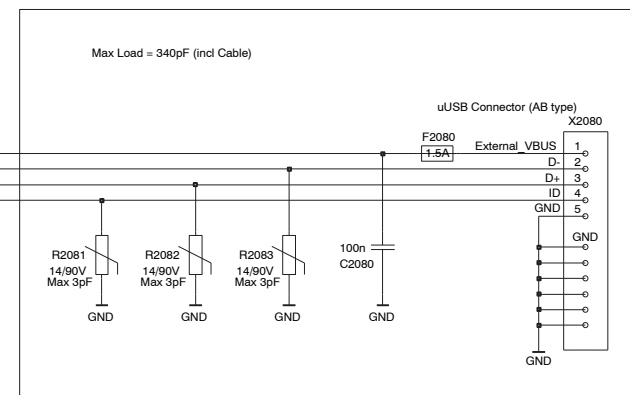 Max Load = 340pF (incl Cable)
uUSB Connector (AB type)
X2080
F2080
1.5A
External_VBUS
1
D-
2
D+
3
ID
4
GND
5
GND
R2081
14/90V
Max 3pF
R2082
14/90V
Max 3pF
R2083
14/90V
Max 3pF
100n
C2080
GND
GND
GND
GND
GND